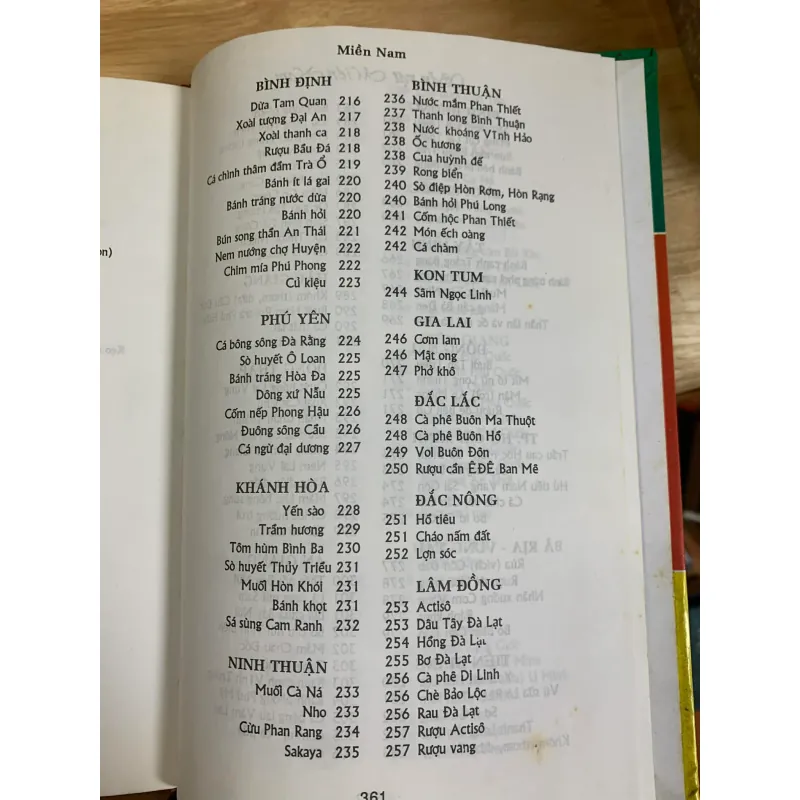 Miền Nam
BÌNH ĐỊNH
Dừa Tam Quan 216
Xoài tượng Đại An 217
Xoài thanh ca 218
Rượu Bầu Đá 218
Cá chình thâm đầm Trà Ổ 219
Bánh ít lá gai 220
Bánh tráng nước dừa 220
Bánh hỏi 220
Bún song thần An Thái 221
Nem nướng chợ Huyện 222
Chim mía Phú Phong 222
Củ kiệu 223
PHÚ YÊN
Cá bông sông Đà Rằng 224
Sò huyết Ô Loan 225
Bánh tráng Hòa Đa 225
Dông xứ Nẫu 225
Cốm nếp Phong Hậu 226
Đuông sông Cầu 226
Cá ngừ đại dương 227
KHÁNH HÒA
Yến sào 228
Trầm hương 229
Tôm hùm Bình Ba 230
Sò huyết Thủy Triều 231
Muối Hòn Khói 231
Bánh khọt 231
Sá sùng Cam Ranh 232
NINH THUẬN
Muối Cà Ná 233
Nho 233
Cừu Phan Rang 234
Sakaya 235
BÌNH THUẬN
236 Nước mắm Phan Thiết
237 Thanh long Bình Thuận
238 Nước khoáng Vĩnh Hảo
238 Ốc hương
238 Cua huỳnh đế
239 Rong biển
240 Sò điệp Hòn Rơm, Hòn Rạng
240 Bánh hỏi Phú Long
241 Cốm hộc Phan Thiết
242 Món ếch oàng
242 Cá chàm
KON TUM
244 Sâm Ngọc Linh
GIA LAI
246 Cơm lam
246 Mật ong
247 Phở khô
ĐẮC LẮC
248 Cà phê Buôn Ma Thuột
248 Cà phê Buôn Hồ
249 Voi Buôn Đôn
250 Rượu cần ÊĐÊ Ban Mê
ĐẮC NÔNG
251 Hồ tiêu
251 Cháo nấm đất
252 Lợn sóc
LÂM ĐỒNG
253 Actisô
253 Dâu Tây Đà Lạt
254 Hồng Đà Lạt
255 Bơ Đà Lạt
256 Cà phê Di Linh
256 Chè Bảo Lộc
256 Rau Đà Lạt
257 Rượu Actisô
257 Rượu vang
361